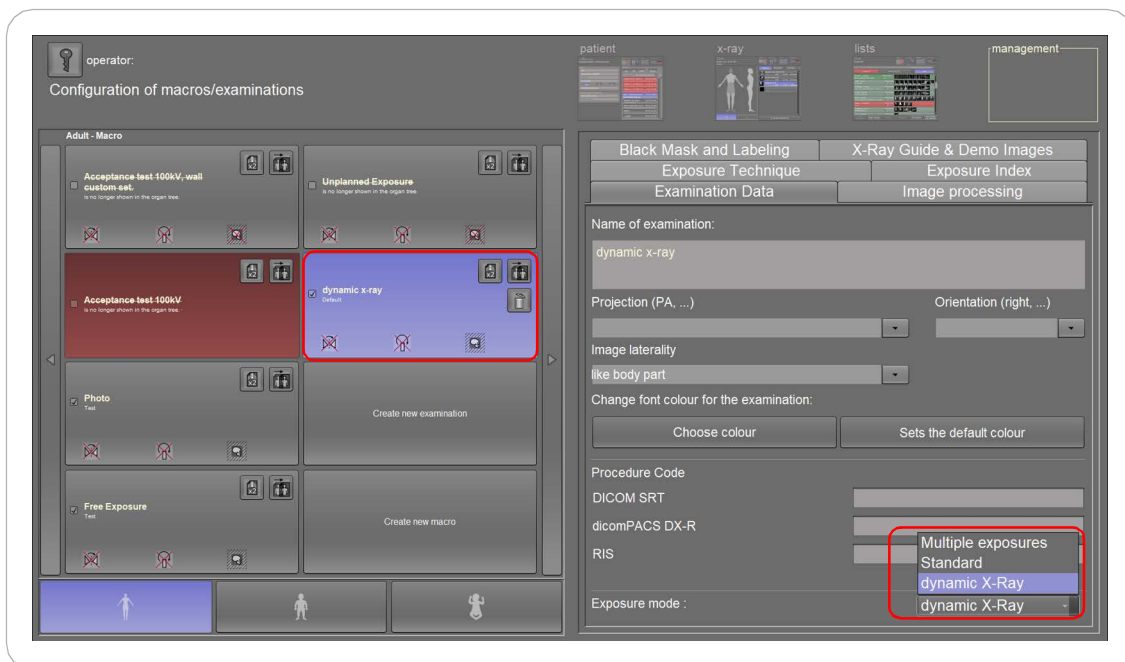 operator:
Configuration of macros/examinations
patient
x-ray
lists
management
Adult - Macro
Acceptance test 100kV, wall
custom set.
is no longer shown in the organ tree.
Unplanned Exposure
is no longer shown in the organ tree.
Acceptance test 100kV
is no longer shown in the organ tree.
dynamic x-ray
Default
Photo
Test
Create new examination
Free Exposure
Test
Create new macro
x2
x2
x2
x2
x2
x2
Black Mask and Labeling
X-Ray Guide & Demo Images
Exposure Technique
Exposure Index
Examination Data
Image processing
Name of examination:
dynamic x-ray
Projection (PA, ...)
Orientation (right, ...)
Image laterality
like body part
Change font colour for the examination:
Choose colour
Sets the default colour
Procedure Code
DICOM SRT
dicomPACS DX-R
RIS
Multiple exposures
Standard
dynamic X-Ray
Exposure mode :
dynamic X-Ray